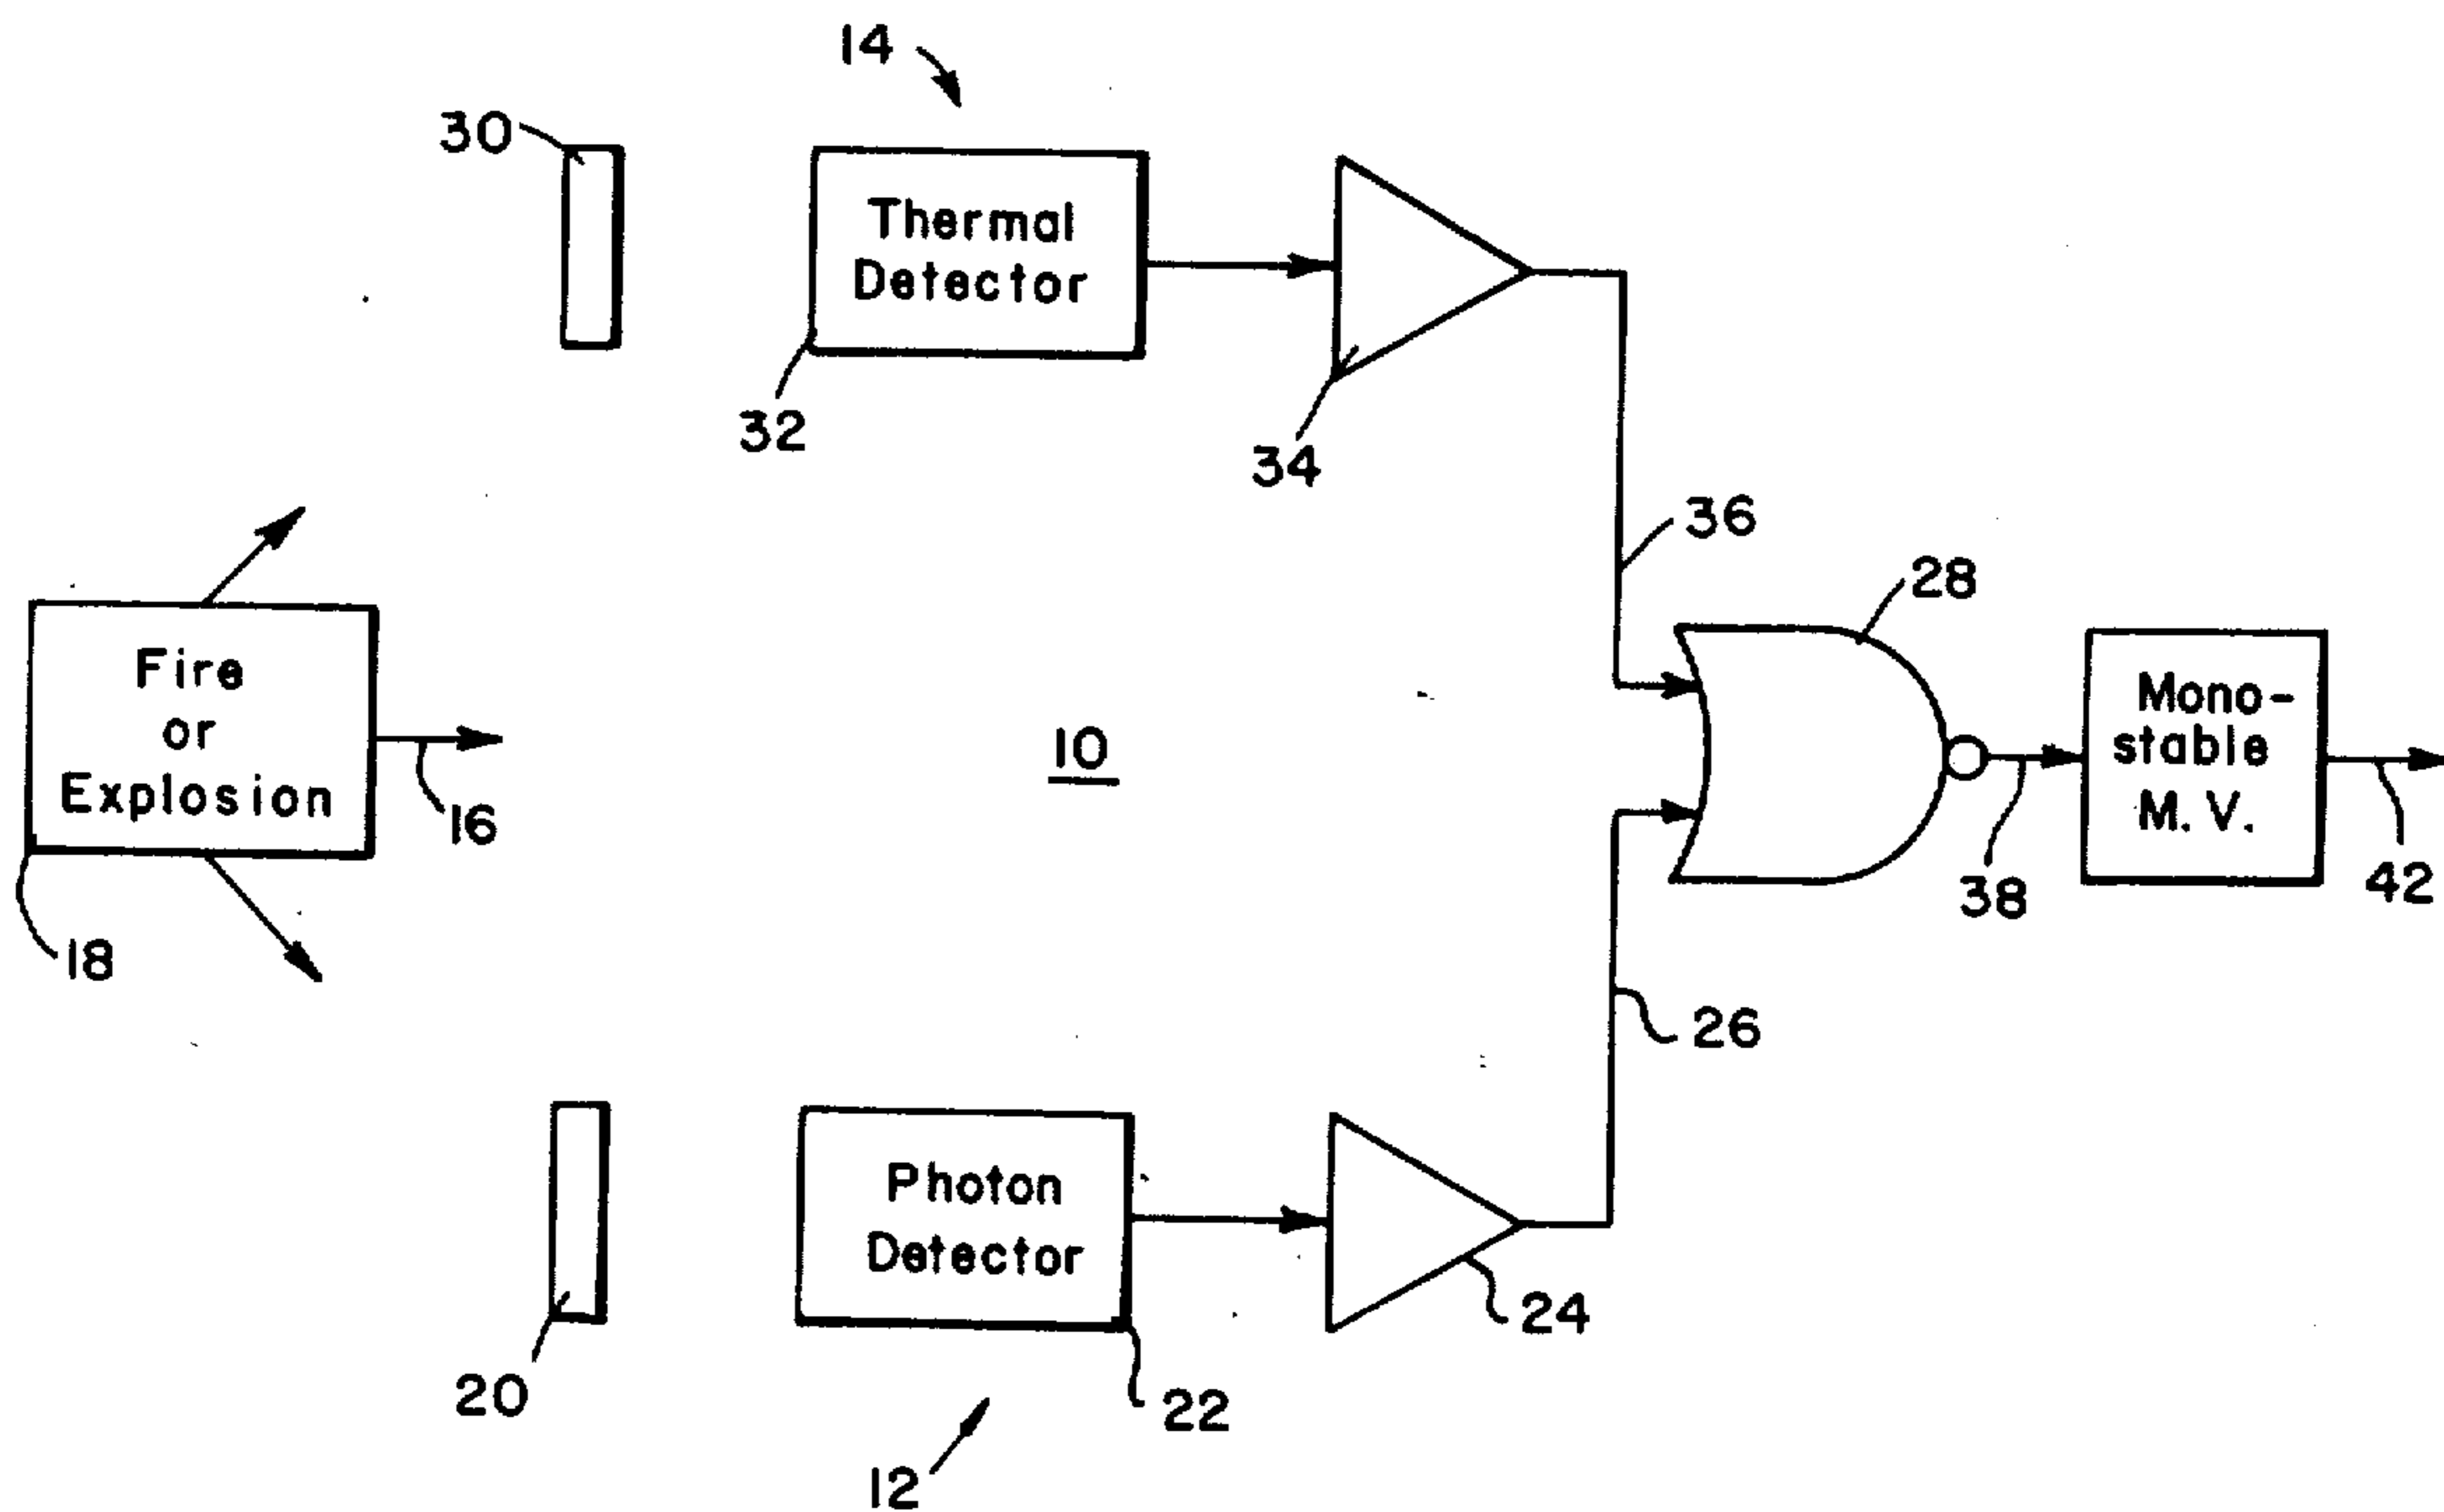 14
30
Thermal
Detector
32
34
36
28
Fire
or
Explosion
16
18
10
Mono-
stable
M. V.
38
42
26
Photon
Detector
20
22
24
12